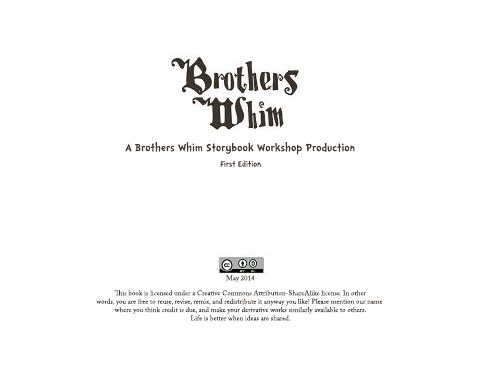 Brothers
Whim
A Brothers Whim Storybook Workshop Production
First Edition
cc
May 2014
This book is licensed under a Creative Commons Attribution-ShareAlike license. In other
words, you are free to reuse, revise, remix, and redistribute it anyway you like! Please mention our name
where you think credit is due, and make your derivative works similarly available to others.
Life is better when ideas are shared.